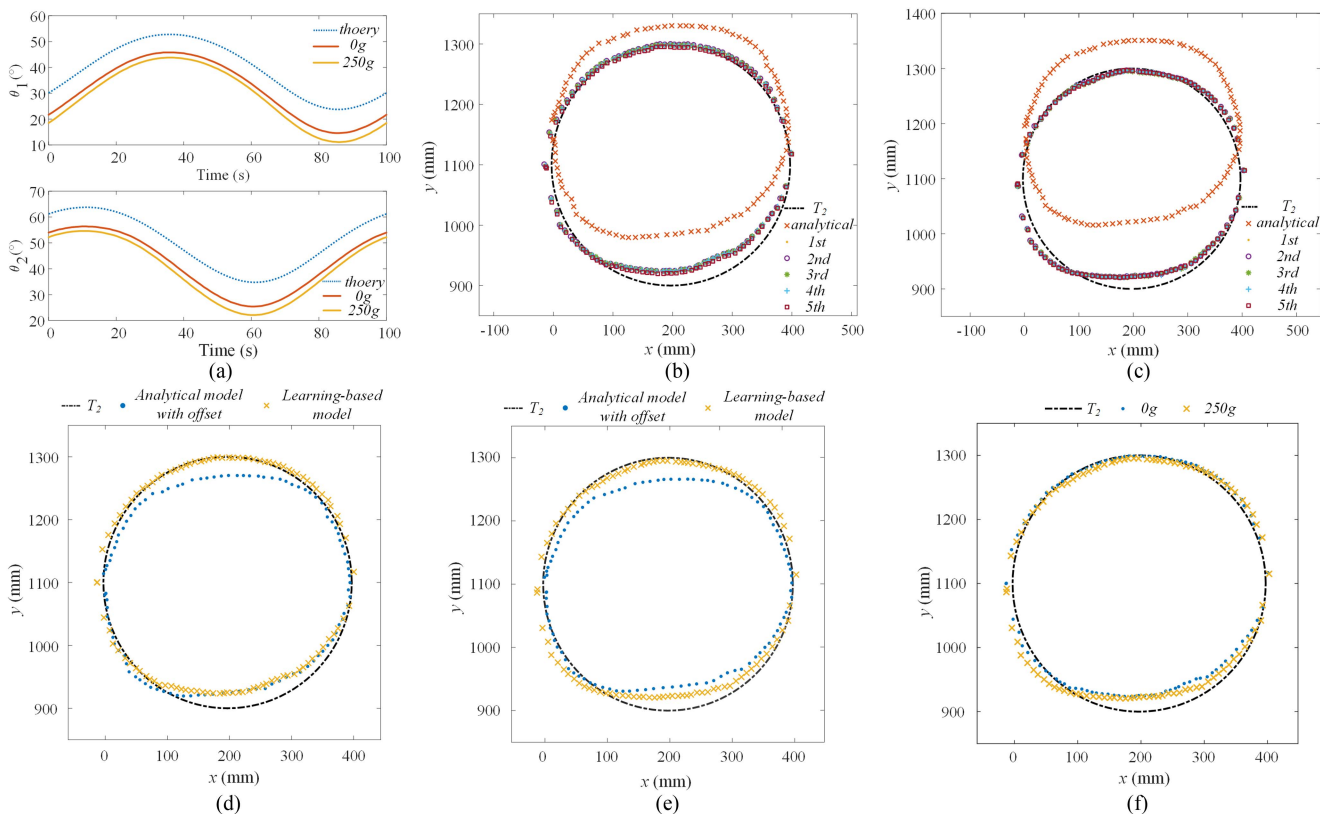 60
50
40
30
20
10
θ1(°)
thoery
0g
250g
0 20 40 60 80 100
Time (s)
70
60
50
40
30
20
θ2(°)
thoery
0g
250g
0 20 40 60 80 100
Time (s)
(a)
1300
1200
1100
1000
900
y (mm)
T2
analytical
1st
2nd
3rd
4th
5th
-100 0 100 200 300 400 500
x (mm)
(b)
1400
1300
1200
1100
1000
900
y (mm)
T2
analytical
1st
2nd
3rd
4th
5th
-100 0 100 200 300 400 500
x (mm)
(c)
T2 Analytical model with offset Learning-based model
1300
1200
1100
1000
900
y (mm)
0 100 200 300 400
x (mm)
(d)
T2 Analytical model with offset Learning-based model
1300
1200
1100
1000
900
y (mm)
0 100 200 300 400
x (mm)
(e)
T2 0g 250g
1300
1200
1100
1000
900
y (mm)
0 100 200 300 400
x (mm)
(f)